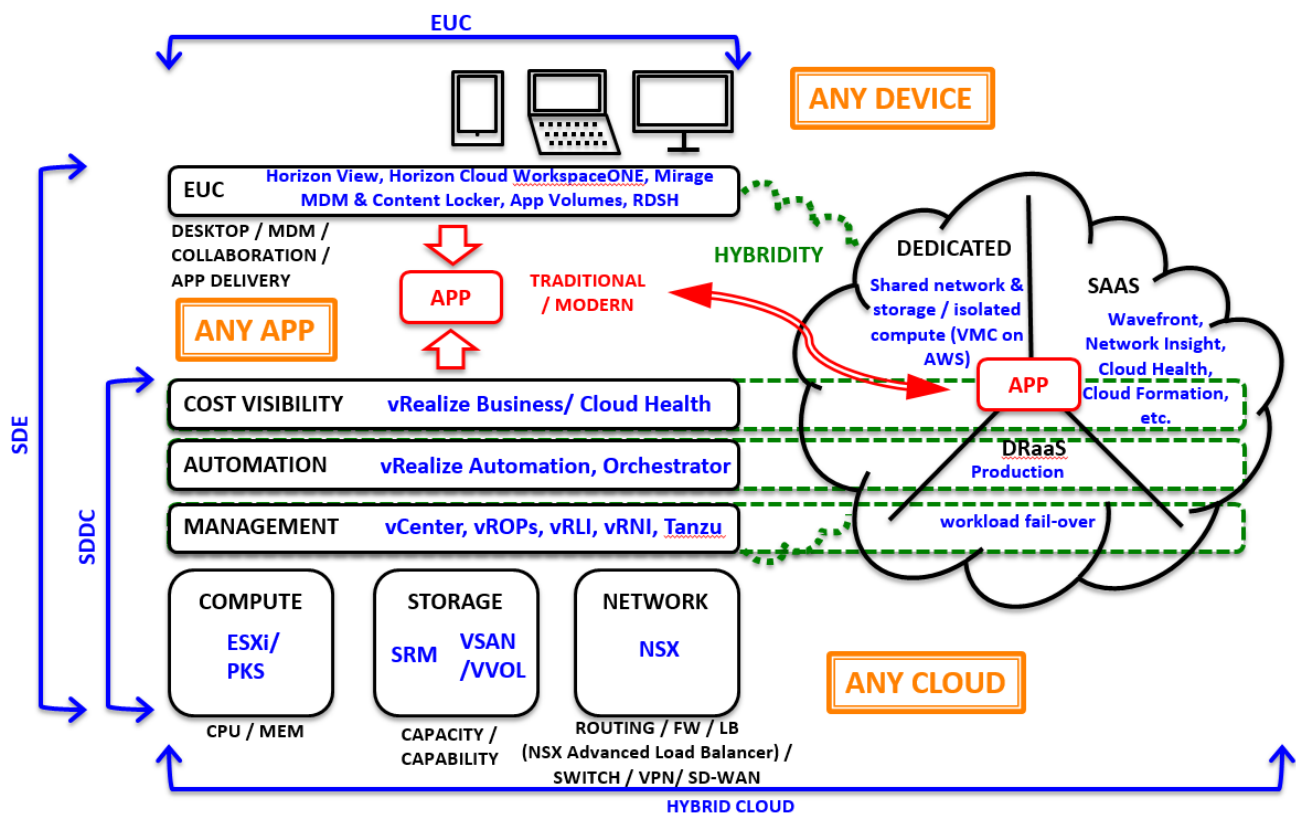 EUC
ANY DEVICE
EUC
Horizon View, Horizon Cloud WorkspaceONE, Mirage
MDM & Content Locker, App Volumes, RDSH
DESKTOP / MDM /
COLLABORATION /
APP DELIVERY
HYBRIDITY
APP
TRADITIONAL
/ MODERN
ANY APP
DEDICATED
Shared network &
storage / isolated
compute (VMC on
AWS)
SAAS
Wavefront,
Network Insight,
Cloud Health,
Cloud Formation,
etc.
APP
SDE
SDDC
COST VISIBILITY
vRealize Business/ Cloud Health
AUTOMATION
vRealize Automation, Orchestrator
DRaaS
Production
MANAGEMENT
vCenter, vROPs, vRLI, vRNI, Tanzu
workload fail-over
COMPUTE
ESXi/
PKS
CPU / MEM
STORAGE
SRM
VSAN
/VVOL
CAPACITY /
CAPABILITY
NETWORK
NSX
ROUTING / FW / LB
(NSX Advanced Load Balancer) /
SWITCH / VPN/ SD-WAN
ANY CLOUD
HYBRID CLOUD